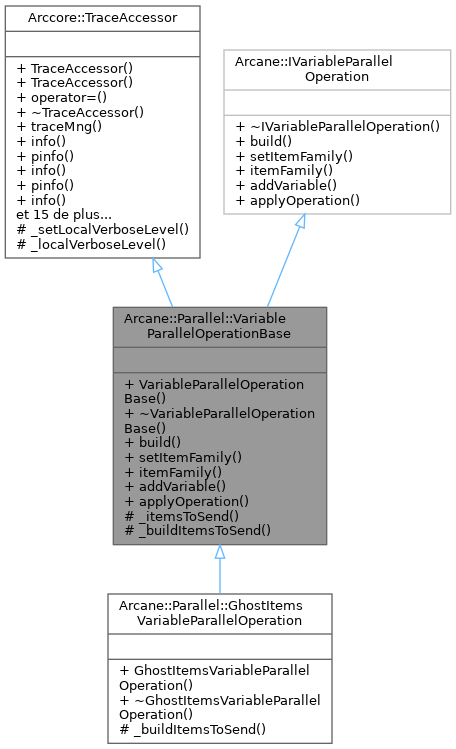 Arccore::TraceAccessor
+ TraceAccessor()
+ TraceAccessor()
+ operator=()
+ ~TraceAccessor()
+ traceMng()
+ info()
+ pinfo()
+ info()
+ pinfo()
+ info()
et 15 de plus...
# _setLocalVerboseLevel()
# _localVerboseLevel()
Arcane::IVariableParallel
Operation
+ ~IVariableParallelOperation()
+ build()
+ setItemFamily()
+ itemFamily()
+ addVariable()
+ applyOperation()
Arcane::Parallel::Variable
ParallelOperationBase
+ VariableParallelOperation
Base()
+ ~VariableParallelOperation
Base()
+ build()
+ setItemFamily()
+ itemFamily()
+ addVariable()
+ applyOperation()
# _itemsToSend()
# _buildItemsToSend()
Arcane::Parallel::GhostItems
VariableParallelOperation
+ GhostItemsVariableParallel
Operation()
+ ~GhostItemsVariableParallel
Operation()
# _buildItemsToSend()